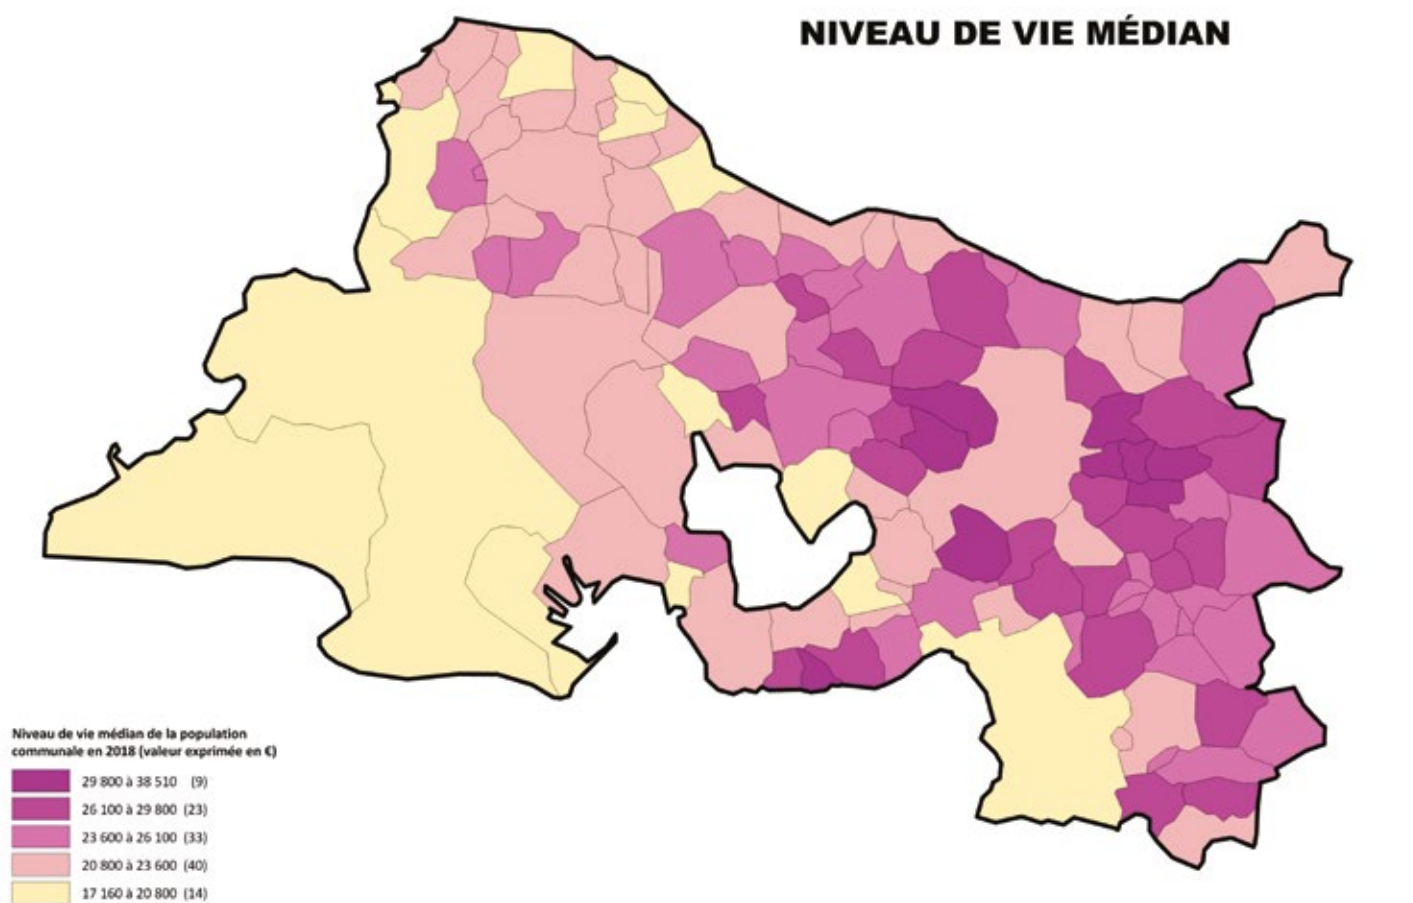 NIVEAU DE VIE MÉDIAN
Niveau de vie médian de la population
communale en 2018 (valeur exprimée en €)
29 800 à 38 510 (9)
26 100 à 29 800 (23)
23 600 à 26 100 (33)
20 800 à 23 600 (40)
17 160 à 20 800 (14)